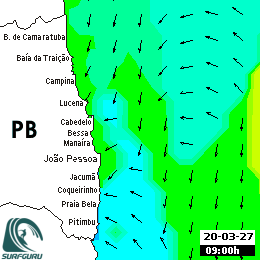 B. de Camaratuba
Baía da Traição
Campina
Lucena
Cabedelo
PB
Bessa
Manaíra
João Pessoa
Jacumã
Coqueirinho
Praia Bela
Pitimbu
SURFGURU
20-03-27
09:00h